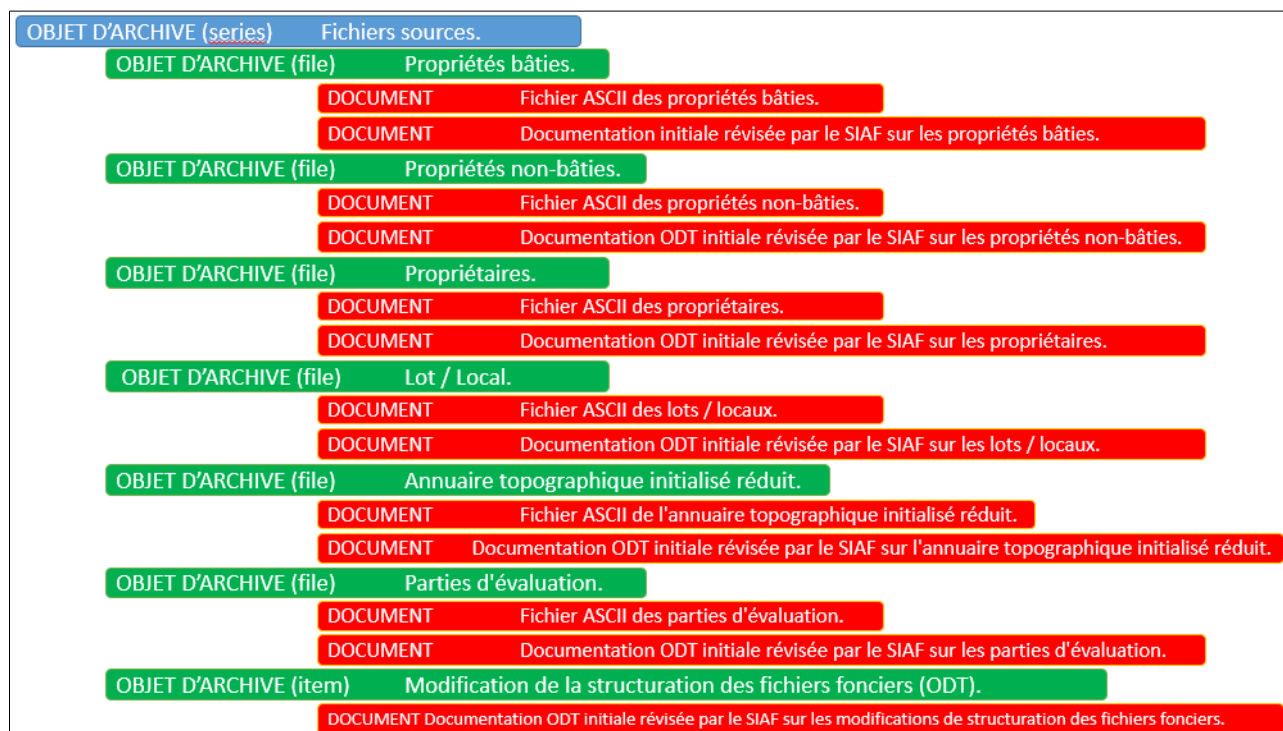 OBJET D’ARCHIVE (series) Fichiers sources.
OBJET D’ARCHIVE (file) Propriétés bâties.
DOCUMENT Fichier ASCII des propriétés bâties.
DOCUMENT Documentation initiale révisée par le SIAF sur les propriétés bâties.
OBJET D’ARCHIVE (file) Propriétés non-bâties.
DOCUMENT Fichier ASCII des propriétés non-bâties.
DOCUMENT Documentation ODT initiale révisée par le SIAF sur les propriétés non-bâties.
OBJET D’ARCHIVE (file) Propriétaires.
DOCUMENT Fichier ASCII des propriétaires.
DOCUMENT Documentation ODT initiale révisée par le SIAF sur les propriétaires.
OBJET D’ARCHIVE (file) Lot / Local.
DOCUMENT Fichier ASCII des lots / locaux.
DOCUMENT Documentation ODT initiale révisée par le SIAF sur les lots / locaux.
OBJET D’ARCHIVE (file) Annuaire topographique initialisé réduit.
DOCUMENT Fichier ASCII de l'annuaire topographique initialisé réduit.
DOCUMENT Documentation ODT initiale révisée par le SIAF sur l'annuaire topographique initialisé réduit.
OBJET D’ARCHIVE (file) Parties d'évaluation.
DOCUMENT Fichier ASCII des parties d'évaluation.
DOCUMENT Documentation ODT initiale révisée par le SIAF sur les parties d'évaluation.
OBJET D’ARCHIVE (item) Modification de la structuration des fichiers fonciers (ODT).
DOCUMENT Documentation ODT initiale révisée par le SIAF sur les modifications de structuration des fichiers fonciers.